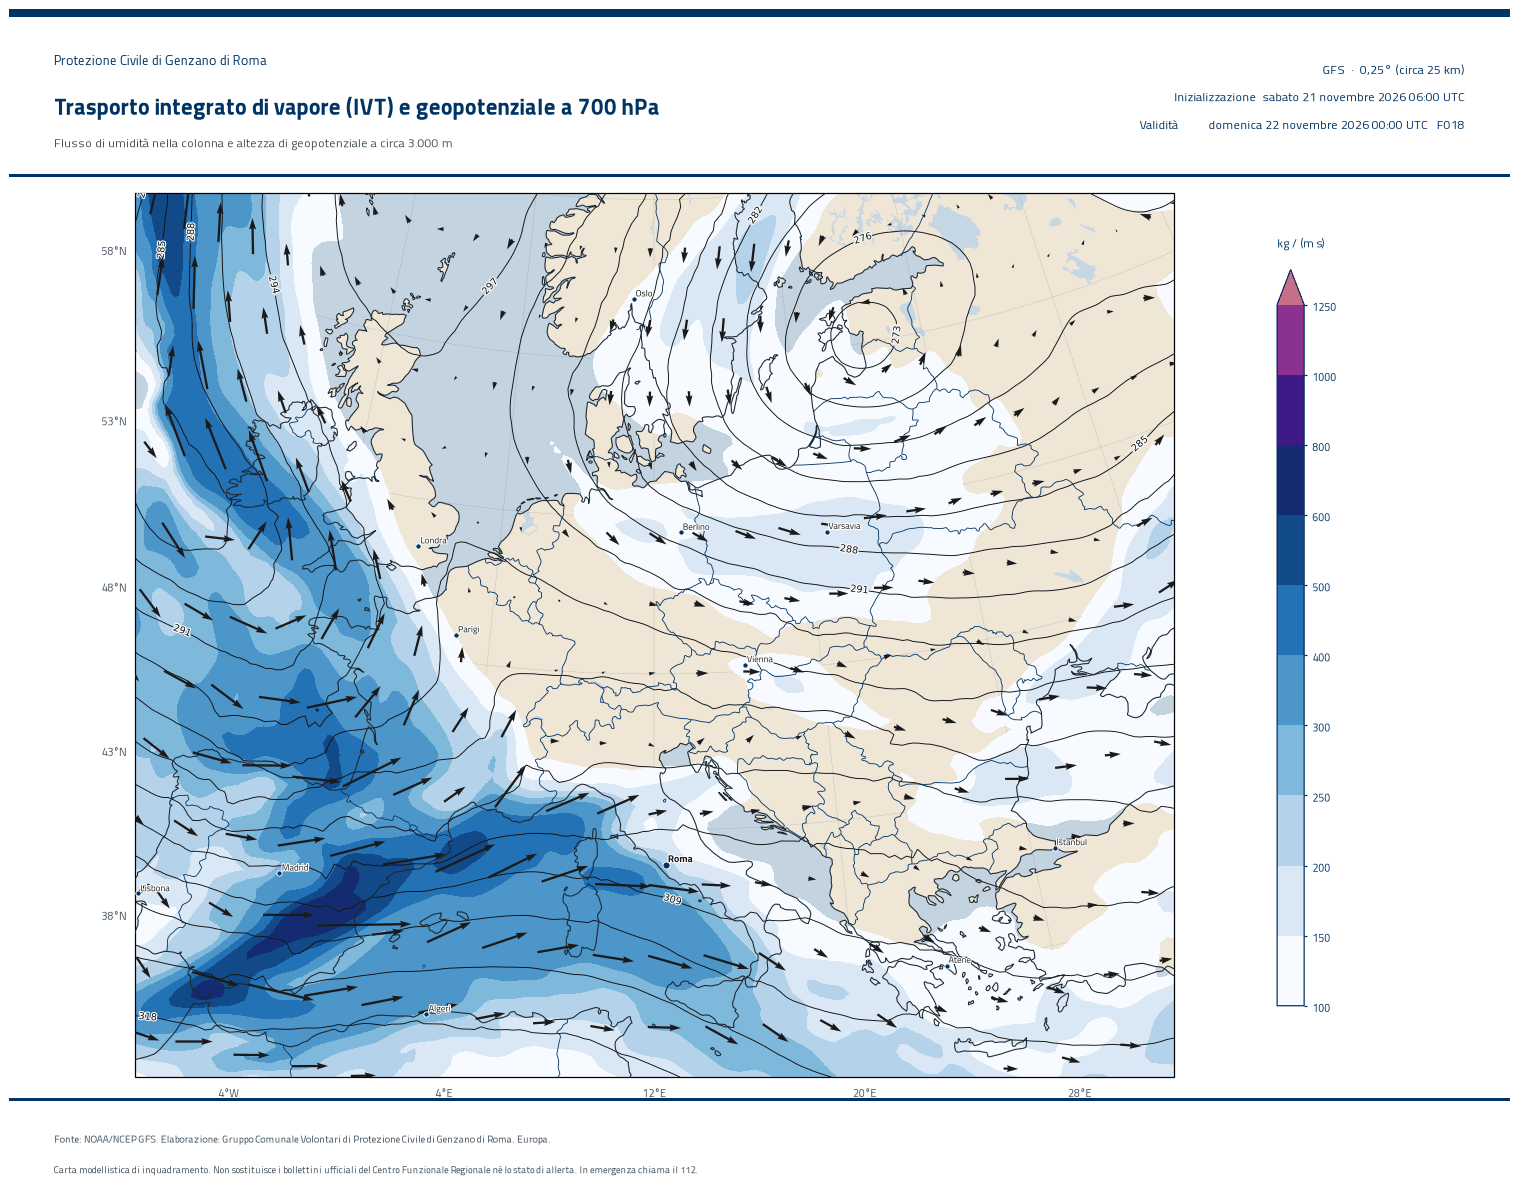 Protezione Civile di Genzano di Roma
Trasporto integrato di vapore (IVT) e geopotenziale a 700 hPa
Flusso di umidità nella colonna e altezza di geopotenziale a circa 3.000 m
GFS · 0,25° (circa 25 km)
Inizializzazione sabato 21 novembre 2026 06:00 UTC
Validità domenica 22 novembre 2026 00:00 UTC F018
kg / (m s)
1250
1000
800
600
500
400
300
250
200
150
100
58°N
53°N
48°N
43°N
38°N
4°W
4°E
12°E
20°E
28°E
282
276
285
288
294
297
273
285
288
291
291
309
318
Oslo
Londra
Berlino
Varsavia
Parigi
Vienna
Roma
Madrid
Lisbona
Istanbul
Atene
Algeri
Fonte: NOAA/NCEP GFS. Elaborazione: Gruppo Comunale Volontari di Protezione Civile di Genzano di Roma. Europa.
Carta modellistica di inquadramento. Non sostituisce i bollettini ufficiali del Centro Funzionale Regionale né lo stato di allerta. In emergenza chiama il 112.